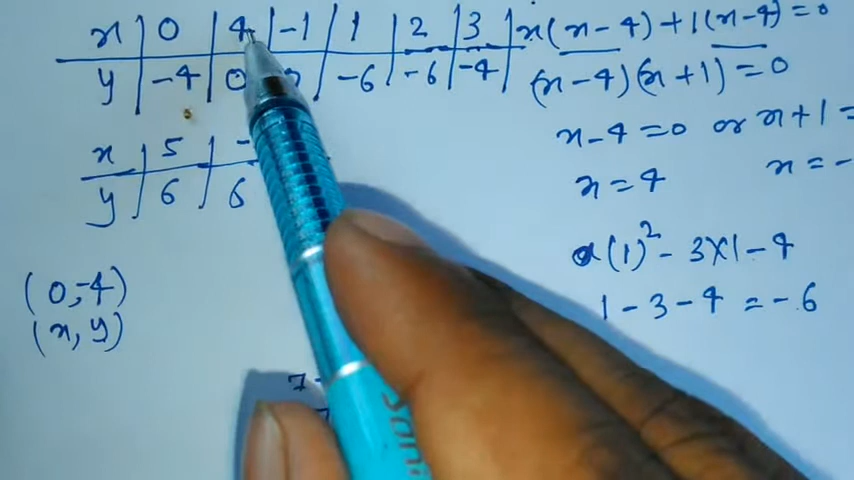 x | 0 | 4 | -1 | 1 | 2 | 3
y | -4 | 0 | | -6 | -6 | -4
x | 5 | -
y | 6 | 6
(0,-4)
(x, y)
7
x(x-4)+1(x-4)=0
(x-4)(x+1)=0
x-4=0 or x+1=
x=4 x=-
(1)² - 3×1-4
1-3-4 = -6